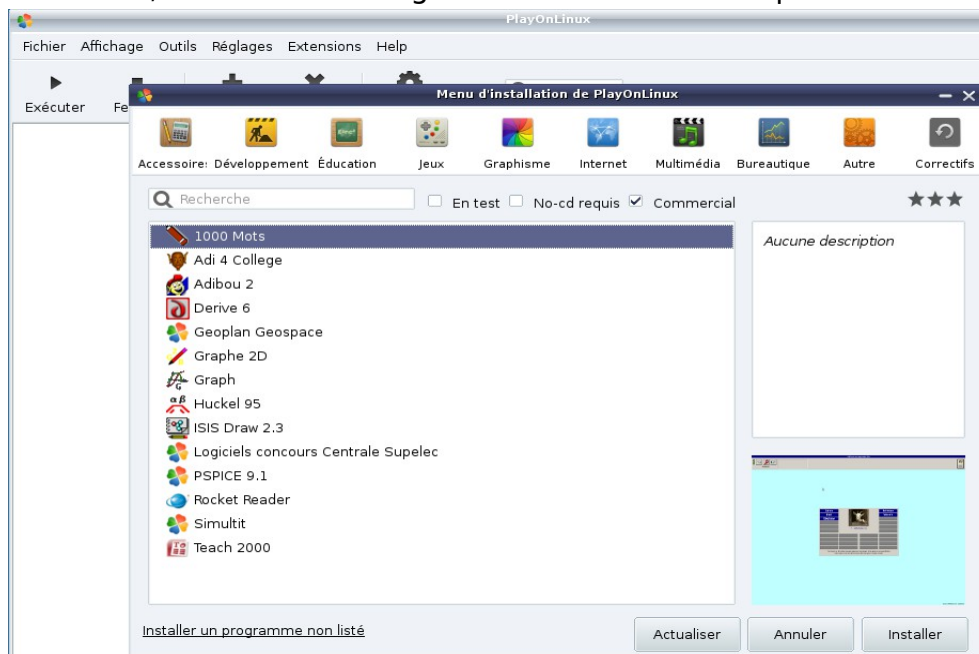 PlayOnLinux
Fichier Affichage Outils Réglages Extensions Help
Exécuter Fe
Menu d'installation de PlayOnLinux
Accessoires Développement Éducation Jeux Graphisme Internet Multimédia Bureautique Autre Correctifs
Recherche En test No-cd requis Commercial
1000 Mots
Aucune description
Adi 4 College
Adibou 2
Derive 6
Geoplan Geospace
Graphe 2D
Graph
Huckel 95
ISIS Draw 2.3
Logiciels concours Centrale Supelec
PSPICE 9.1
Rocket Reader
Simultit
Teach 2000
Installer un programme non listé
Actualiser Annuler Installer